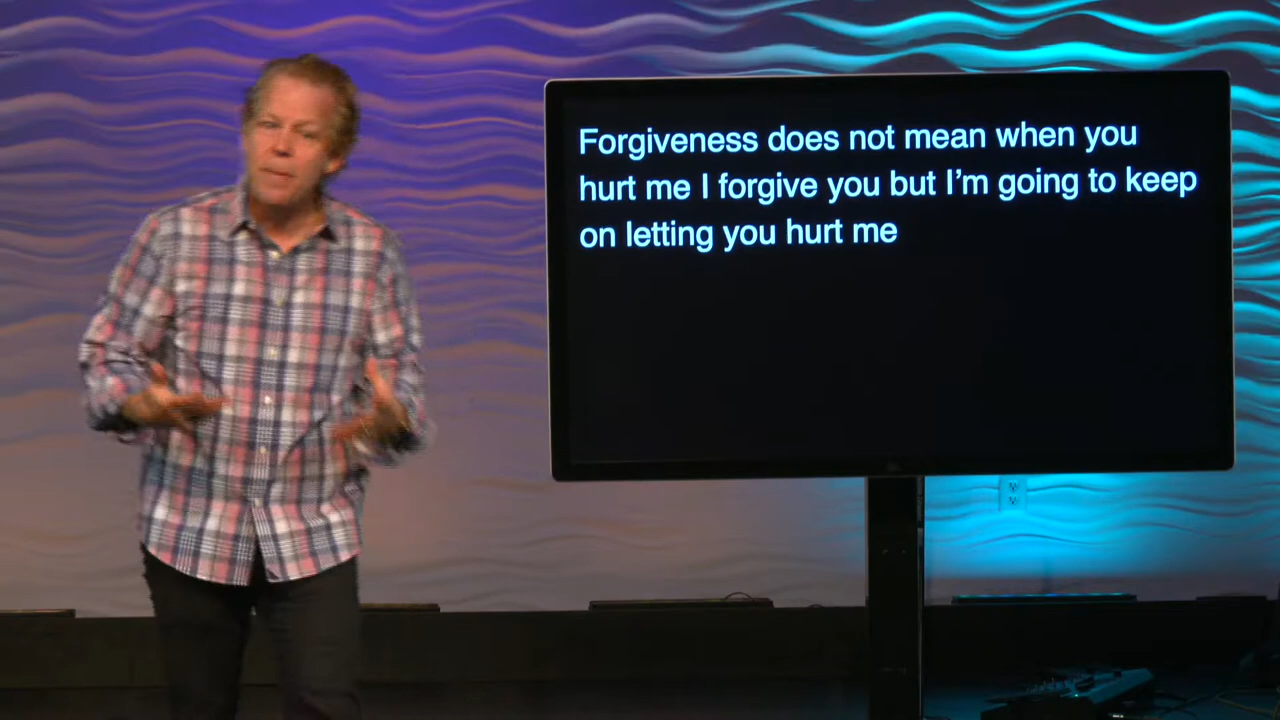 Forgiveness does not mean when you
hurt me I forgive you but I’m going to keep
on letting you hurt me